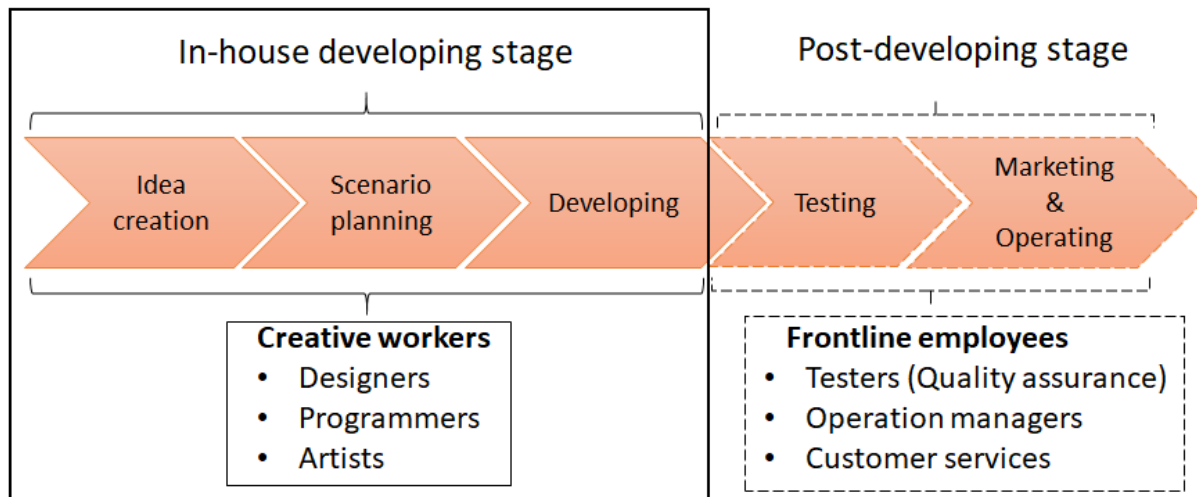 In-house developing stage
Post-developing stage
Idea
creation
Scenario
planning
Developing
Testing
Marketing
&
Operating
Creative workers
• Designers
• Programmers
• Artists
Frontline employees
• Testers (Quality assurance)
• Operation managers
• Customer services